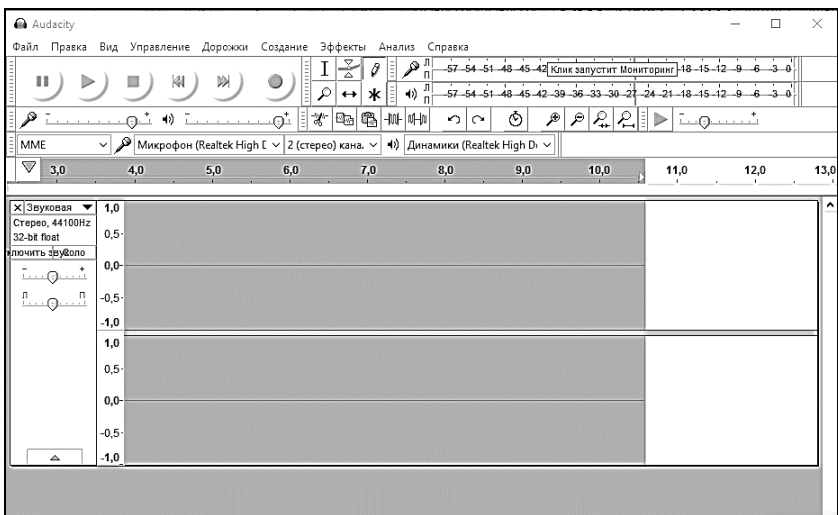 Audacity
Файл Правка Вид Управление Дорожки Создание Эффекты Анализ Справка
Л П -57 -54 -51 -48 -45 -42 Клик запустит Мониторинг -18 -15 -12 -9 -6 -3 0
Л П -57 -54 -51 -48 -45 -42 -39 -36 -33 -30 -27 -24 -21 -18 -15 -12 -9 -6 -3 0
MME Микрофон (Realtek High D 2 (стерео) кана. Динамики (Realtek High De
3,0 4,0 5,0 6,0 7,0 8,0 9,0 10,0 11,0 12,0 13,0
Звуковая 1,0
Стерео, 44100Hz
32-bit float 0,5
0,0
- +
Л П -0,5
-1,0
1,0
0,5
0,0
-0,5
-1,0